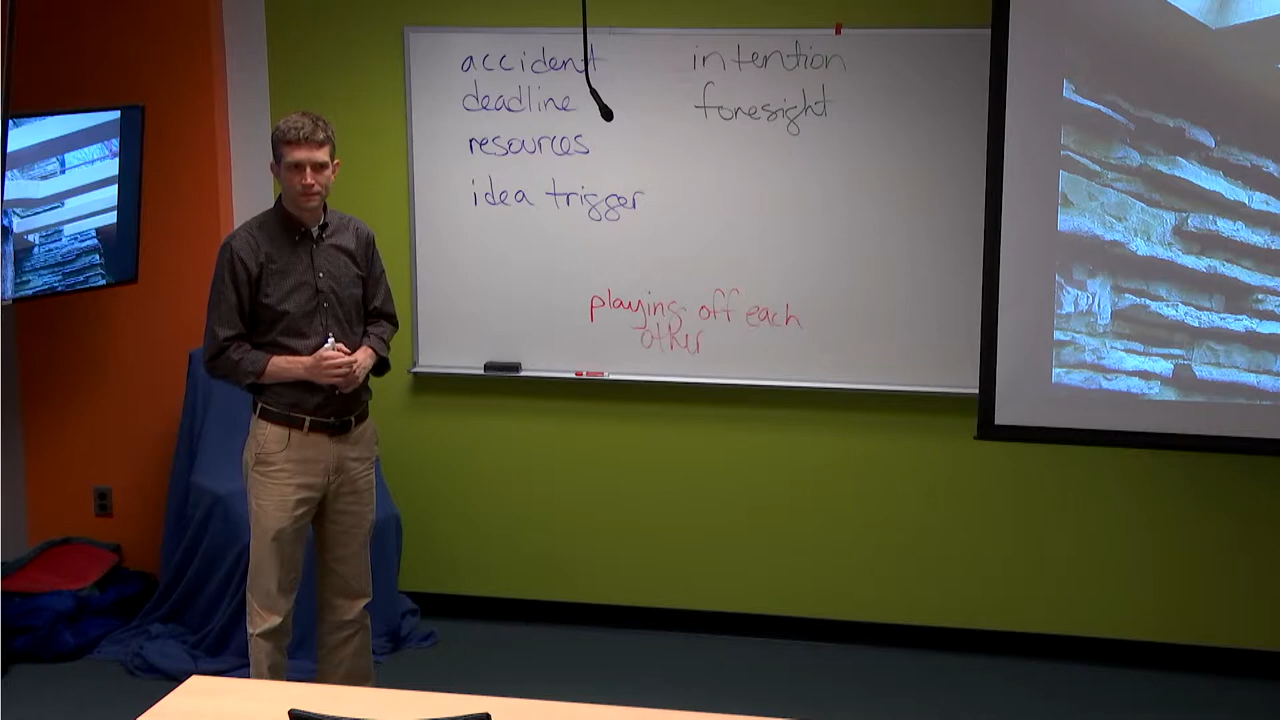 accident
deadline
resources
idea trigger
intention
foresight
playing off each
other